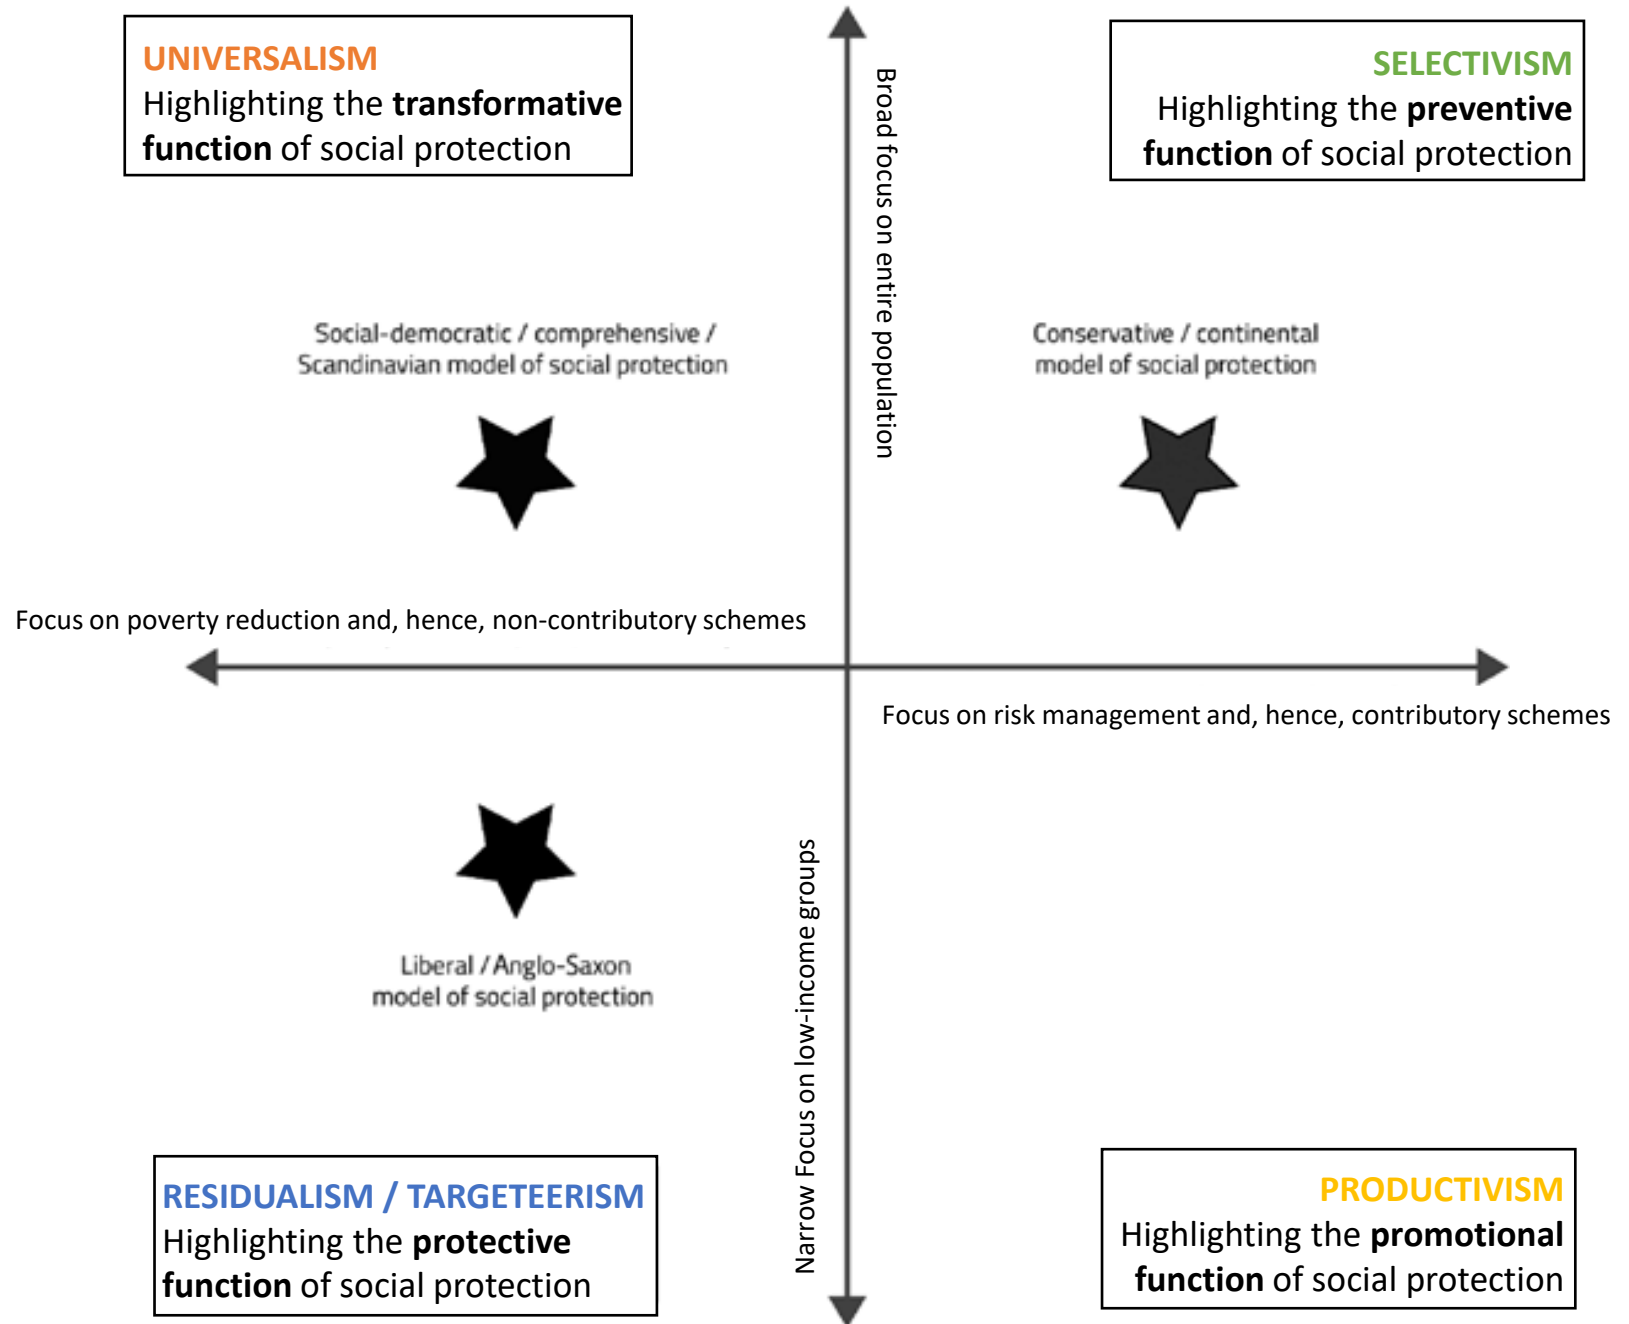 UNIVERSALISM
Highlighting the transformative
function of social protection
SELECTIVISM
Highlighting the preventive
function of social protection
Broad focus on entire population
Social-democratic / comprehensive /
Scandinavian model of social protection
Conservative / continental
model of social protection
Focus on poverty reduction and, hence, non-contributory schemes
Focus on risk management and, hence, contributory schemes
Narrow Focus on low-income groups
Liberal / Anglo-Saxon
model of social protection
RESIDUALISM / TARGETEERISM
Highlighting the protective
function of social protection
PRODUCTIVISM
Highlighting the promotional
function of social protection